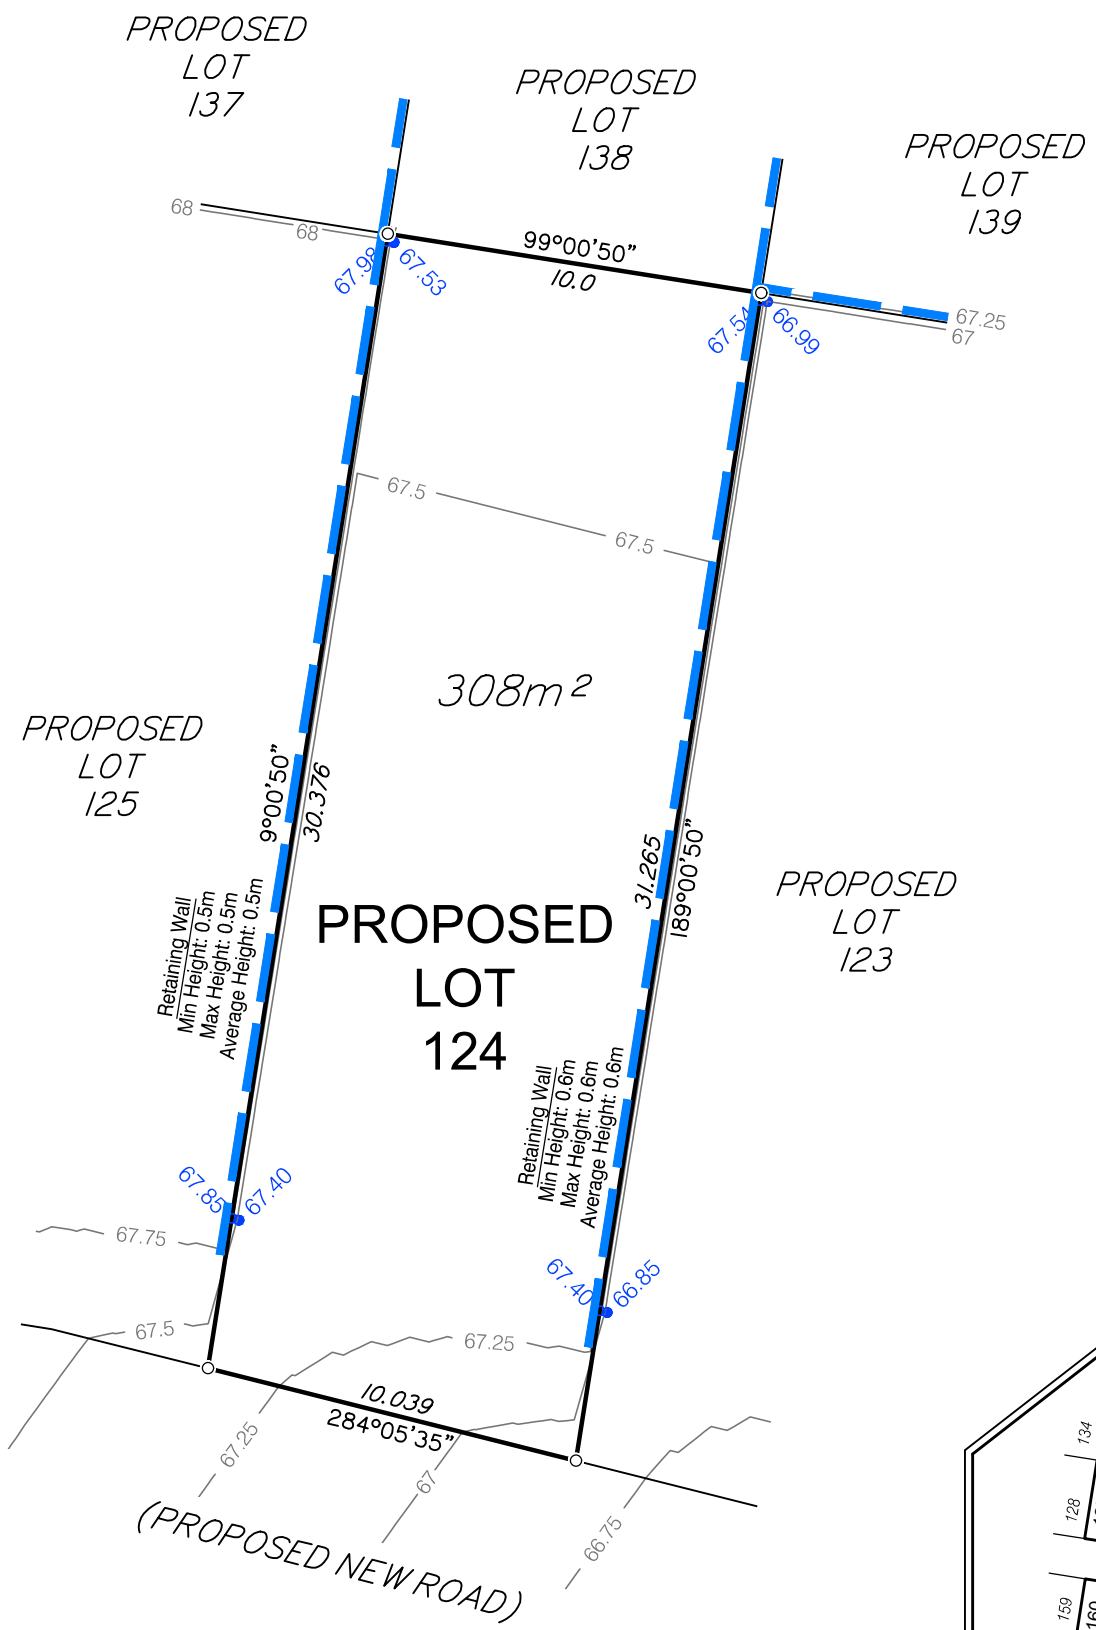 PROPOSED
LOT
137
PROPOSED
LOT
138
PROPOSED
LOT
139
68
68
99°00'50"
10.0
67.98
67.53
67.54
66.99
67.25
67
67.5
67.5
308m²
PROPOSED
LOT
125
9°00'50"
30.376
31.265
189°00'50"
PROPOSED
LOT
123
Retaining Wall
Min Height: 0.5m
Max Height: 0.5m
Average Height: 0.5m
PROPOSED
LOT
124
Retaining Wall
Min Height: 0.6m
Max Height: 0.6m
Average Height: 0.6m
67.85
67.40
67.75
67.40
66.85
67.5
67.25
10.039
284°05'35"
67.25
67
66.75
(PROPOSED NEW ROAD)
134
128
159
160